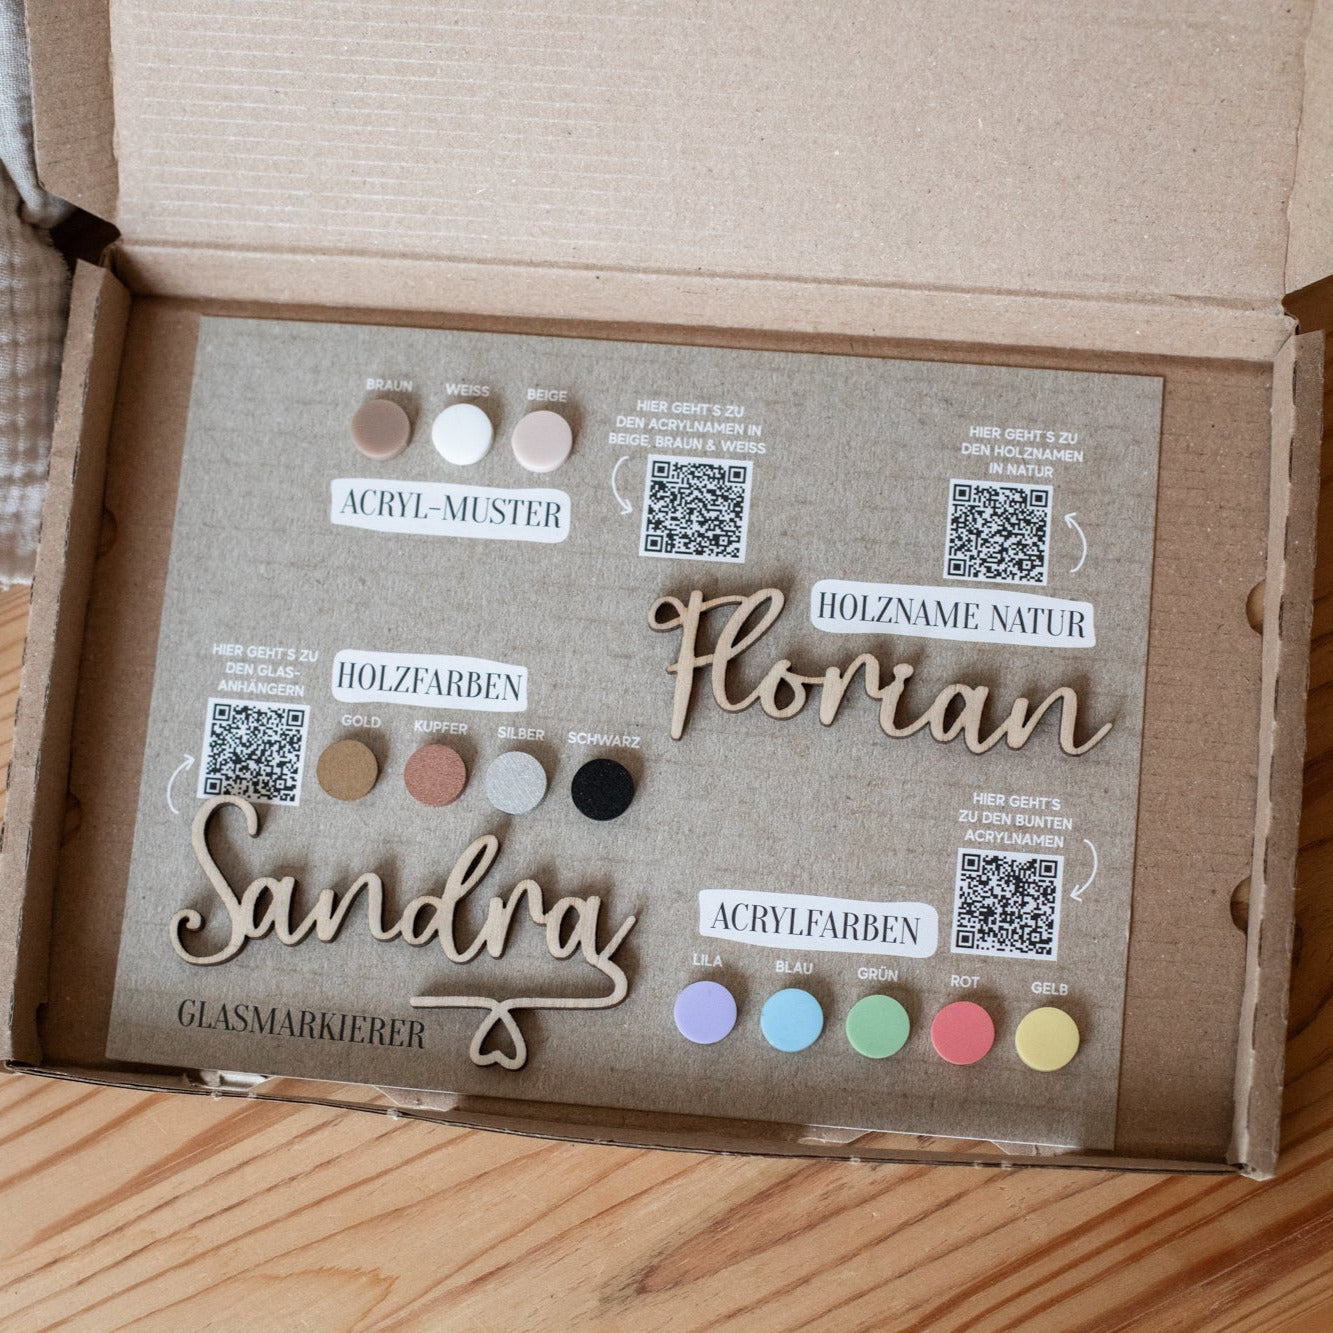 BRAUN
WEISS
BEIGE
ACRYL-MUSTER
HIER GEHT'S ZU
DEN ACRYLNAMEN IN
BEIGE, BRAUN & WEISS
HIER GEHT'S ZU
DEN HOLZNAMEN
IN NATUR
HOLZNAME NATUR
Florian
HIER GEHT'S ZU
DEN GLAS-
ANHÄNGERN
HOLZFARBEN
GOLD
KUPFER
SILBER
SCHWARZ
Sandra
GLASMARKIERER
HIER GEHT'S
ZU DEN BUNTEN
ACRYLNAMEN
ACRYLFARBEN
LILA
BLAU
GRÜN
ROT
GELB